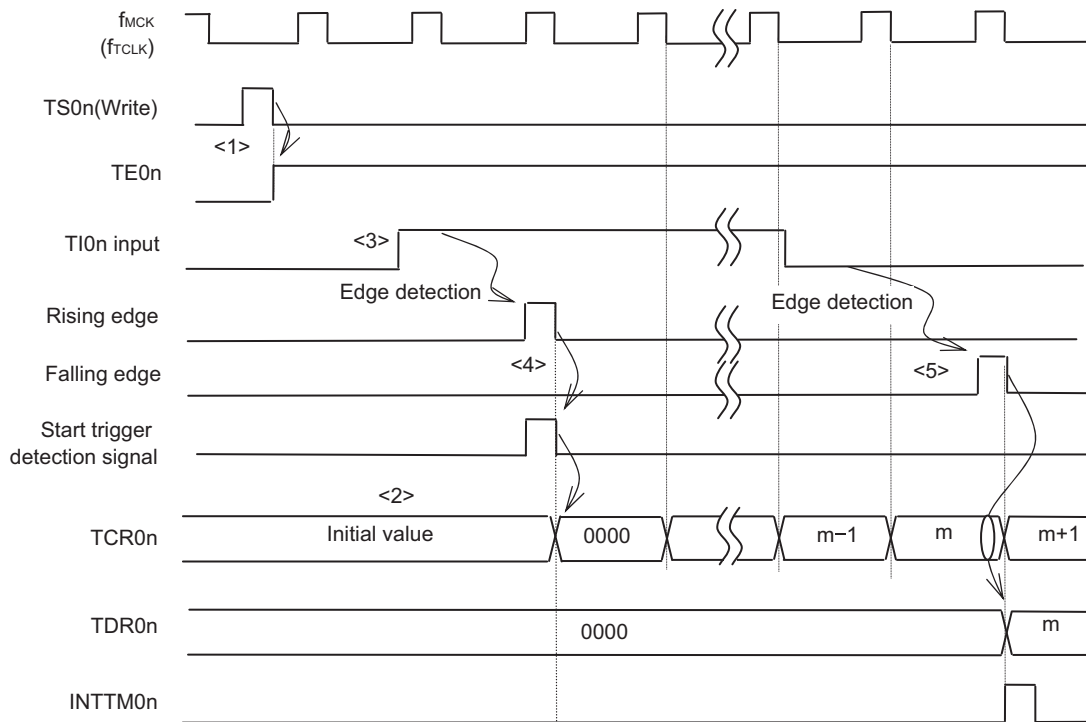 fMCK
(fTCLK)
TS0n(Write)
<1>
TE0n
TI0n input
<3>
Edge detection
Edge detection
Rising edge
<4>
Falling edge
<5>
Start trigger
detection signal
<2>
TCR0n
Initial value
0000
m−1
m
m+1
TDR0n
0000
m
INTTM0n